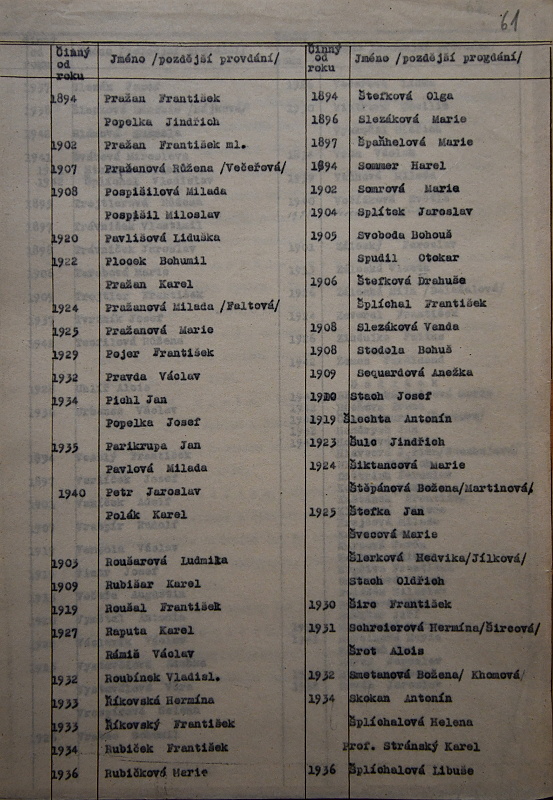 61
Činný od roku
Jméno /pozdější provdání/
1894 Pražan František
Popelka Jindřich
1902 Pražan František ml.
1907 Pražanová Růžena /Večeřová/
1908 Pospíšilová Milada
Pospíšil Miloslav
1920 Pavlišová Liduška
1922 Plocek Bohumil
Pražan Karel
1924 Pražanová Milada /Faltová/
1925 Pražanová Marie
1929 Pojer František
1932 Pravda Václav
1934 Pichl Jan
Popelka Josef
1935 Parikrupa Jan
Pavlová Milada
1940 Petr Jaroslav
Polák Karel
1903 Roušarová Ludmila
1909 Rubišar Karel
1919 Roušal František
1927 Raputa Karel
Rámiš Václav
1932 Roubínek Vladisl.
1933 Říkovská Hermína
1933 Říkovský František
1934 Rubíček František
1936 Rubíčková Marie
Činný od roku
Jméno /pozdější progdání/
1894 Štefková Olga
1896 Slezáková Marie
1897 Španhelová Marie
1894 Sommer Harel
1902 Somrová Marie
1904 Splítek Jaroslav
1905 Svoboda Bohouš
Spudil Otokar
1906 Štefková Drahuše
Šplíchal František
1908 Slezáková Vanda
1908 Stodola Bohuš
1909 Sequardová Anežka
1910 Stach Josef
1919 Šlechta Antonín
1923 Šulc Jindřich
1924 Šiktancová Marie
Štěpánová Božena/Martinová/
1925 Štefka Jan
Švecová Marie
Šlerková Hedvika/Jílková/
Stach Oldřich
1930 Širc František
1931 Schreierová Hermína/Šircová/
Šrot Alois
1932 Smetanová Božena/ Khomová/
1934 Skokan Antonín
Šplíchalová Helena
Prof. Stránský Karel
1936 Šplíchalová Libuše